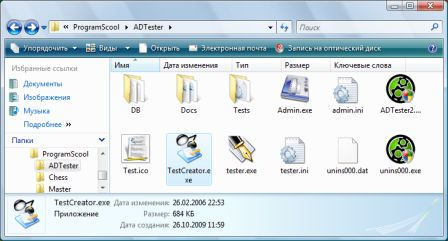 « ProgramScool ▸ ADTester ▸
Поиск
Упорядочить Виды Открыть Электронная почта Запись на оптический диск
Избранные ссылки
Документы
Изображения
Музыка
Подробнее »
Папки
ProgramScool
ADTester
Chess
Master
Имя Дата изменения Тип Размер Ключевые слова
DB Docs Tests Admin.exe admin.ini ADTester2....
Test.ico TestCreator.e
xe tester.exe tester.ini unins000.dat unins000.exe
TestCreator.exe Дата изменения: 26.02.2006 22:53
Приложение Размер: 684 КБ
Дата создания: 26.10.2009 11:59